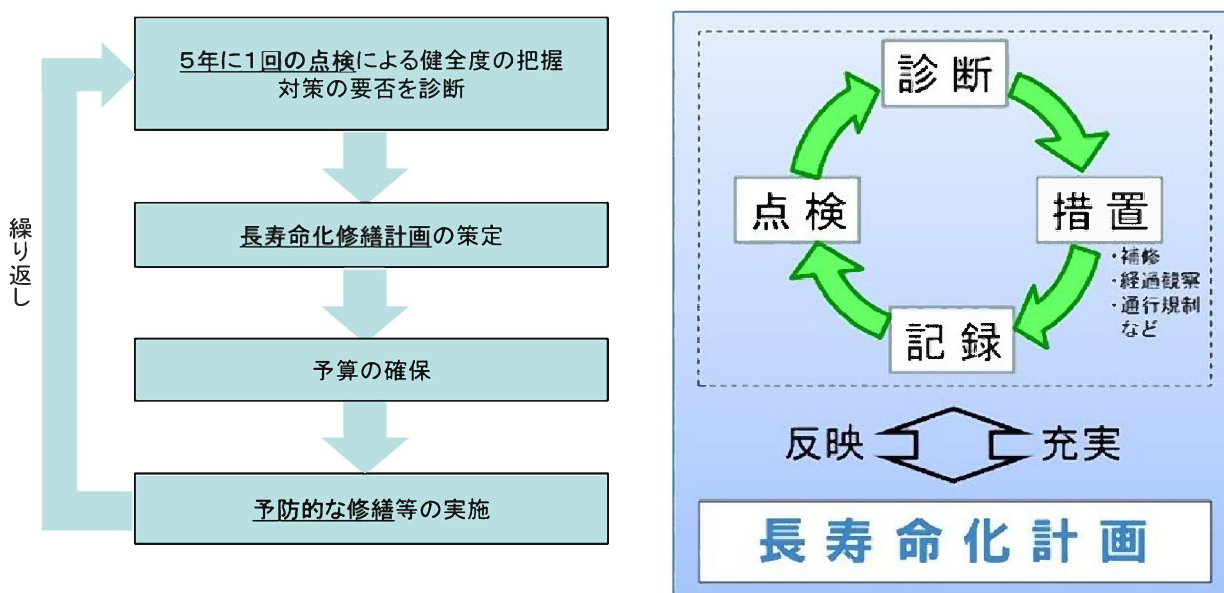 5年に1回の点検による健全度の把握
対策の要否を診断
長寿命化修繕計画の策定
予算の確保
予防的な修繕等の実施
繰り返し
診断
措置
・補修
・経過観察
・通行規制
など
記録
点検
反映
充実
長寿命化計画